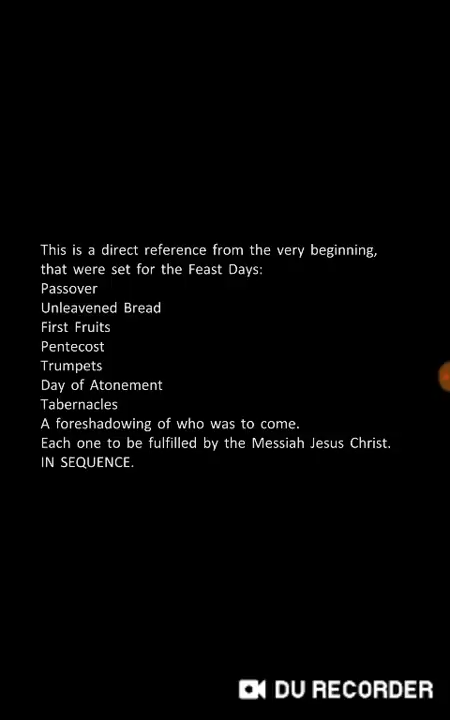 This is a direct reference from the very beginning,
that were set for the Feast Days:
Passover
Unleavened Bread
First Fruits
Pentecost
Trumpets
Day of Atonement
Tabernacles
A foreshadowing of who was to come.
Each one to be fulfilled by the Messiah Jesus Christ.
IN SEQUENCE.
DU RECORDER